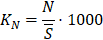 K_N = N / S̅ · 1000